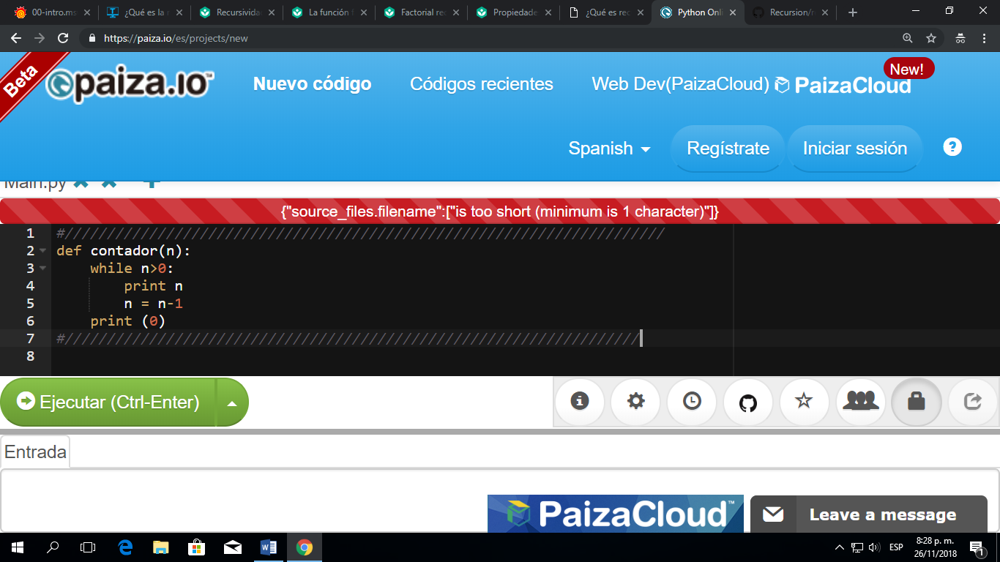 00-intro.ms
¿Qué es la r
Recursivida
La función f
Factorial rec
Propiedade
¿Qué es rec
Python Onli
Recursion/r
https://paiza.io/es/projects/new
Beta
paiza.io™
Nuevo código
Códigos recientes
Web Dev(PaizaCloud)
PaizaCloud
New!
Spanish
Regístrate
Iniciar sesión
?
Main.py
{"source_files.filename":["is too short (minimum is 1 character)"]}
1 #///////////////////////////////////////////////////////////////////////
2 def contador(n):
3 while n>0:
4 print n
5 n = n-1
6 print (0)
7 #////////////////////////////////////////////////////////////////////
8
Ejecutar (Ctrl-Enter)
Entrada
PaizaCloud™
Leave a message
ESP
8:28 p. m.
26/11/2018
1